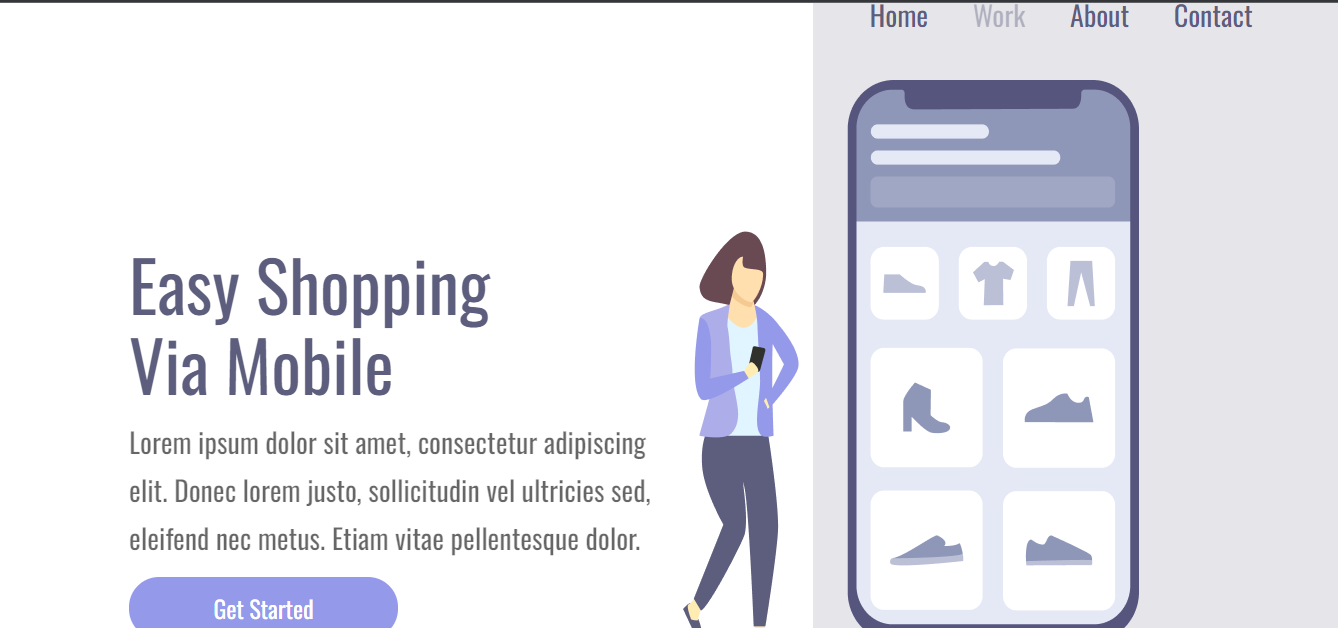 Home Work About Contact
Easy Shopping
Via Mobile
Lorem ipsum dolor sit amet, consectetur adipiscing
elit. Donec lorem justo, sollicitudin vel ultricies sed,
eleifend nec metus. Etiam vitae pellentesque dolor.
Get Started